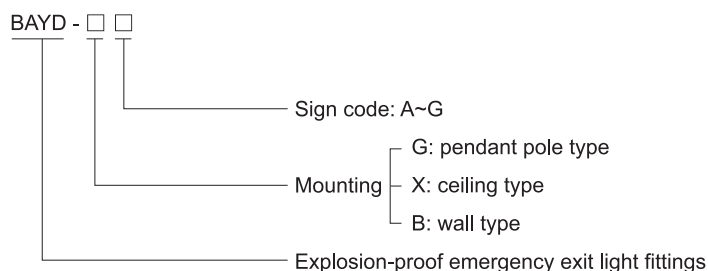 BAYD - □ □
Sign code: A~G
G: pendant pole type
Mounting
X: ceiling type
B: wall type
Explosion-proof emergency exit light fittings